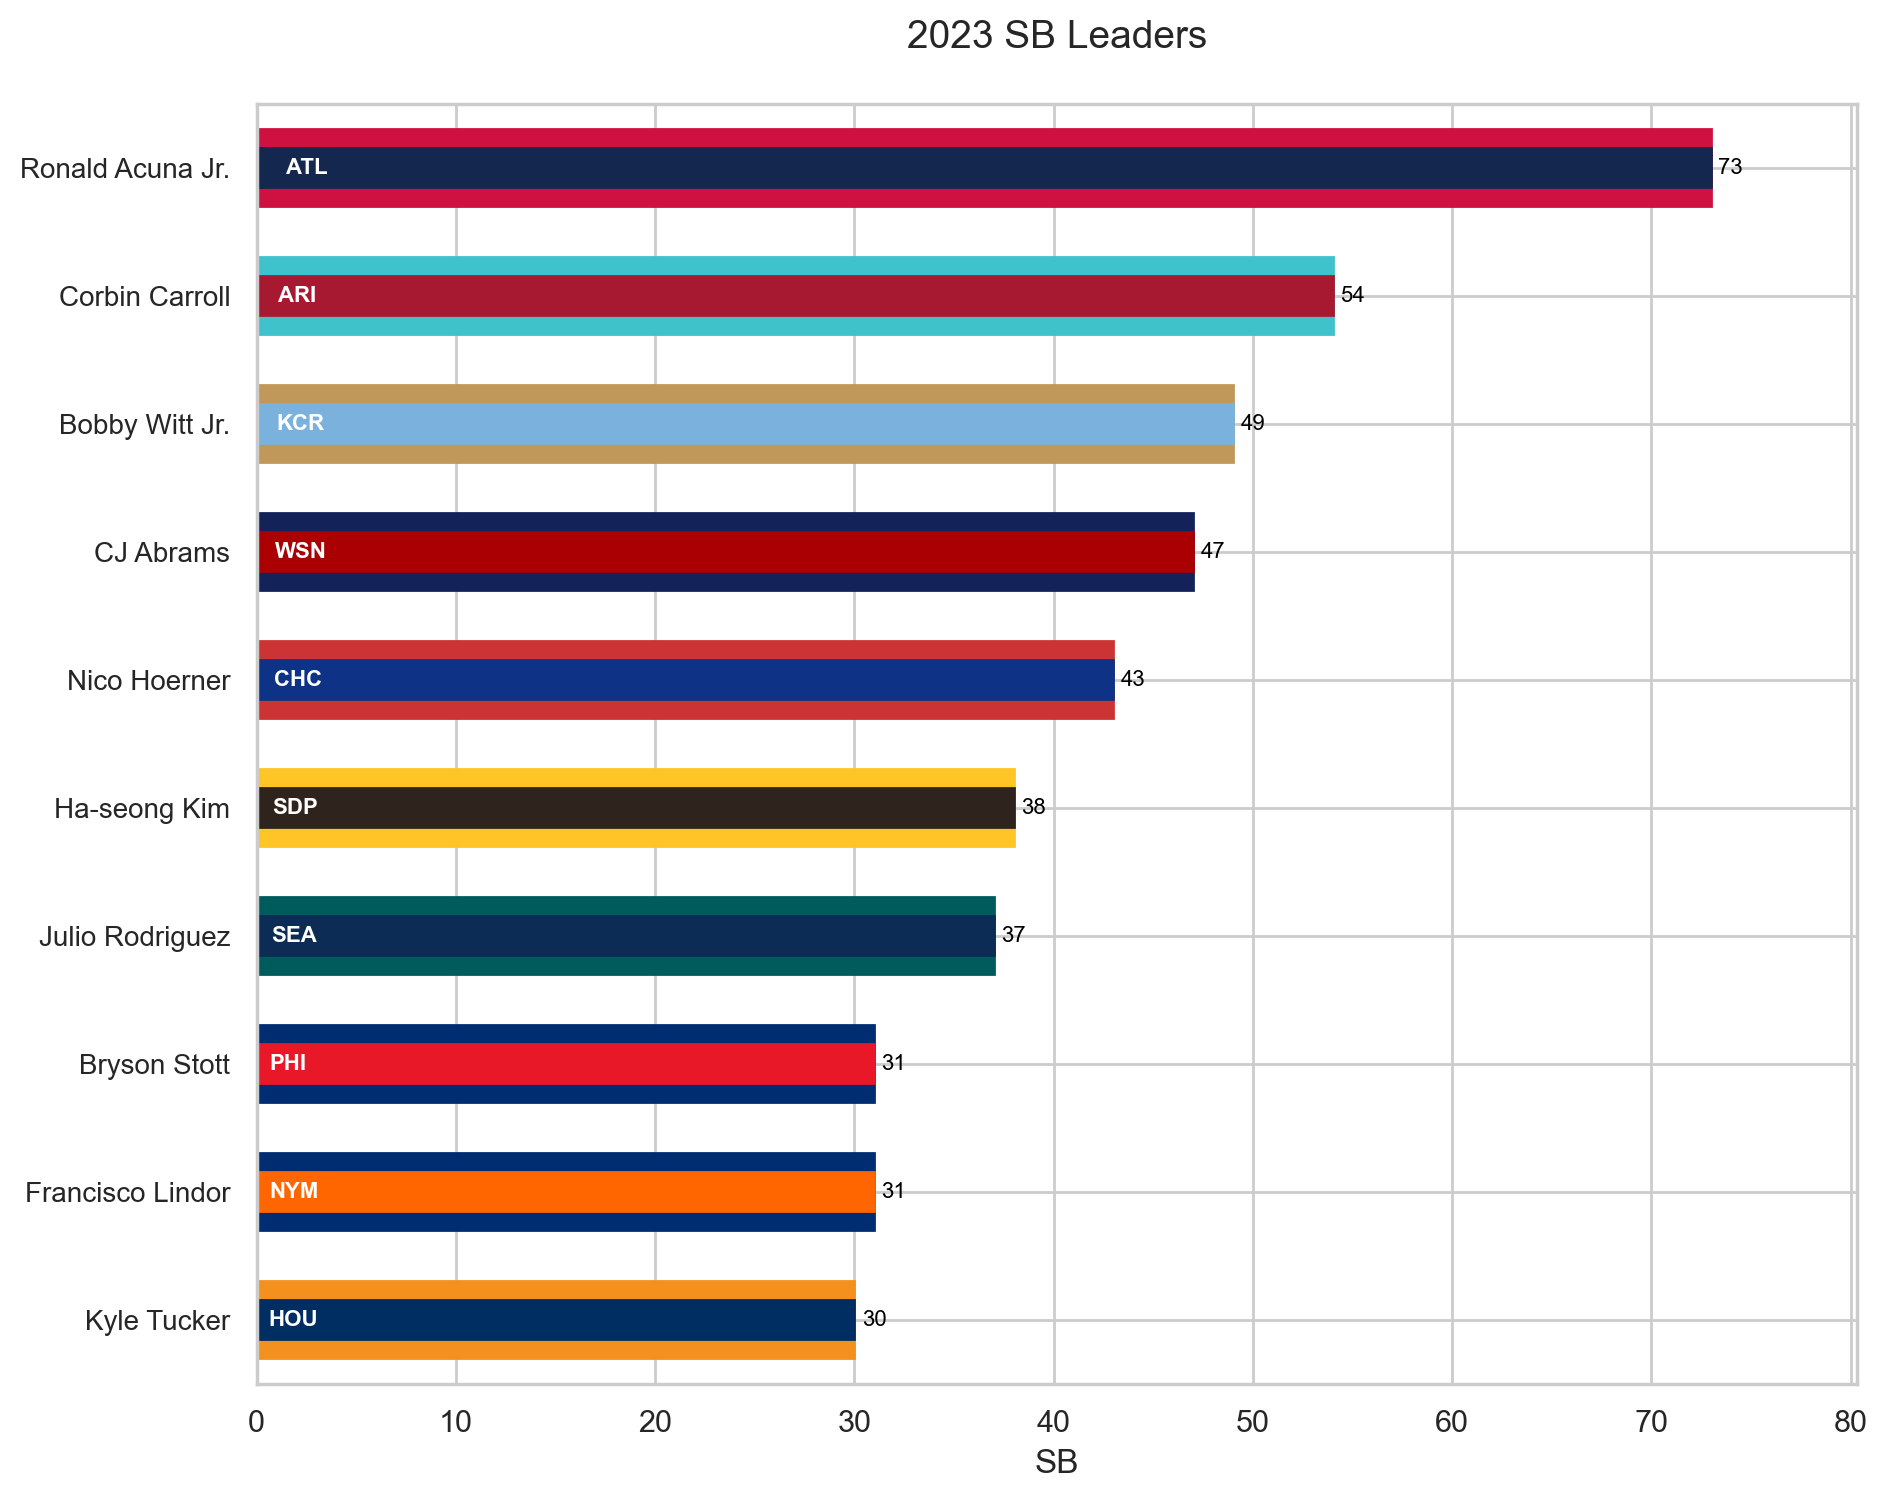 2023 SB Leaders
Ronald Acuna Jr. ATL 73
Corbin Carroll ARI 54
Bobby Witt Jr. KCR 49
CJ Abrams WSN 47
Nico Hoerner CHC 43
Ha-seong Kim SDP 38
Julio Rodriguez SEA 37
Bryson Stott PHI 31
Francisco Lindor NYM 31
Kyle Tucker HOU 30
0 10 20 30 40 50 60 70 80
SB